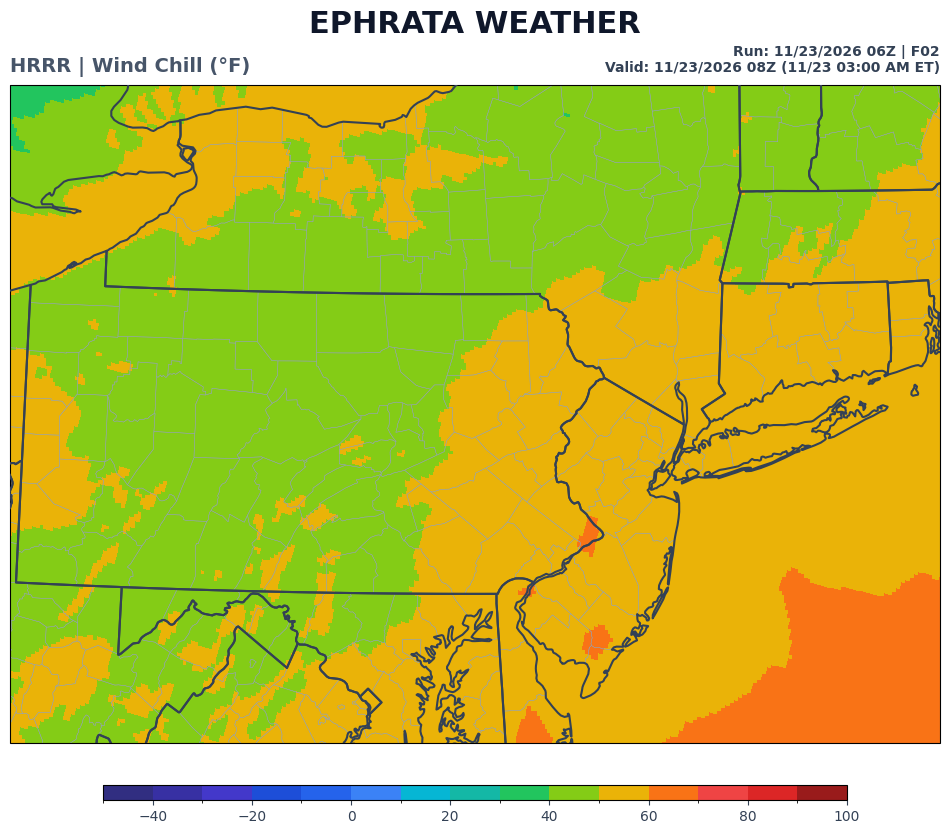 EPHRATA WEATHER
HRRR | Wind Chill (°F)
Run: 11/23/2026 06Z | F02
Valid: 11/23/2026 08Z (11/23 03:00 AM ET)
−40 −20 0 20 40 60 80 100